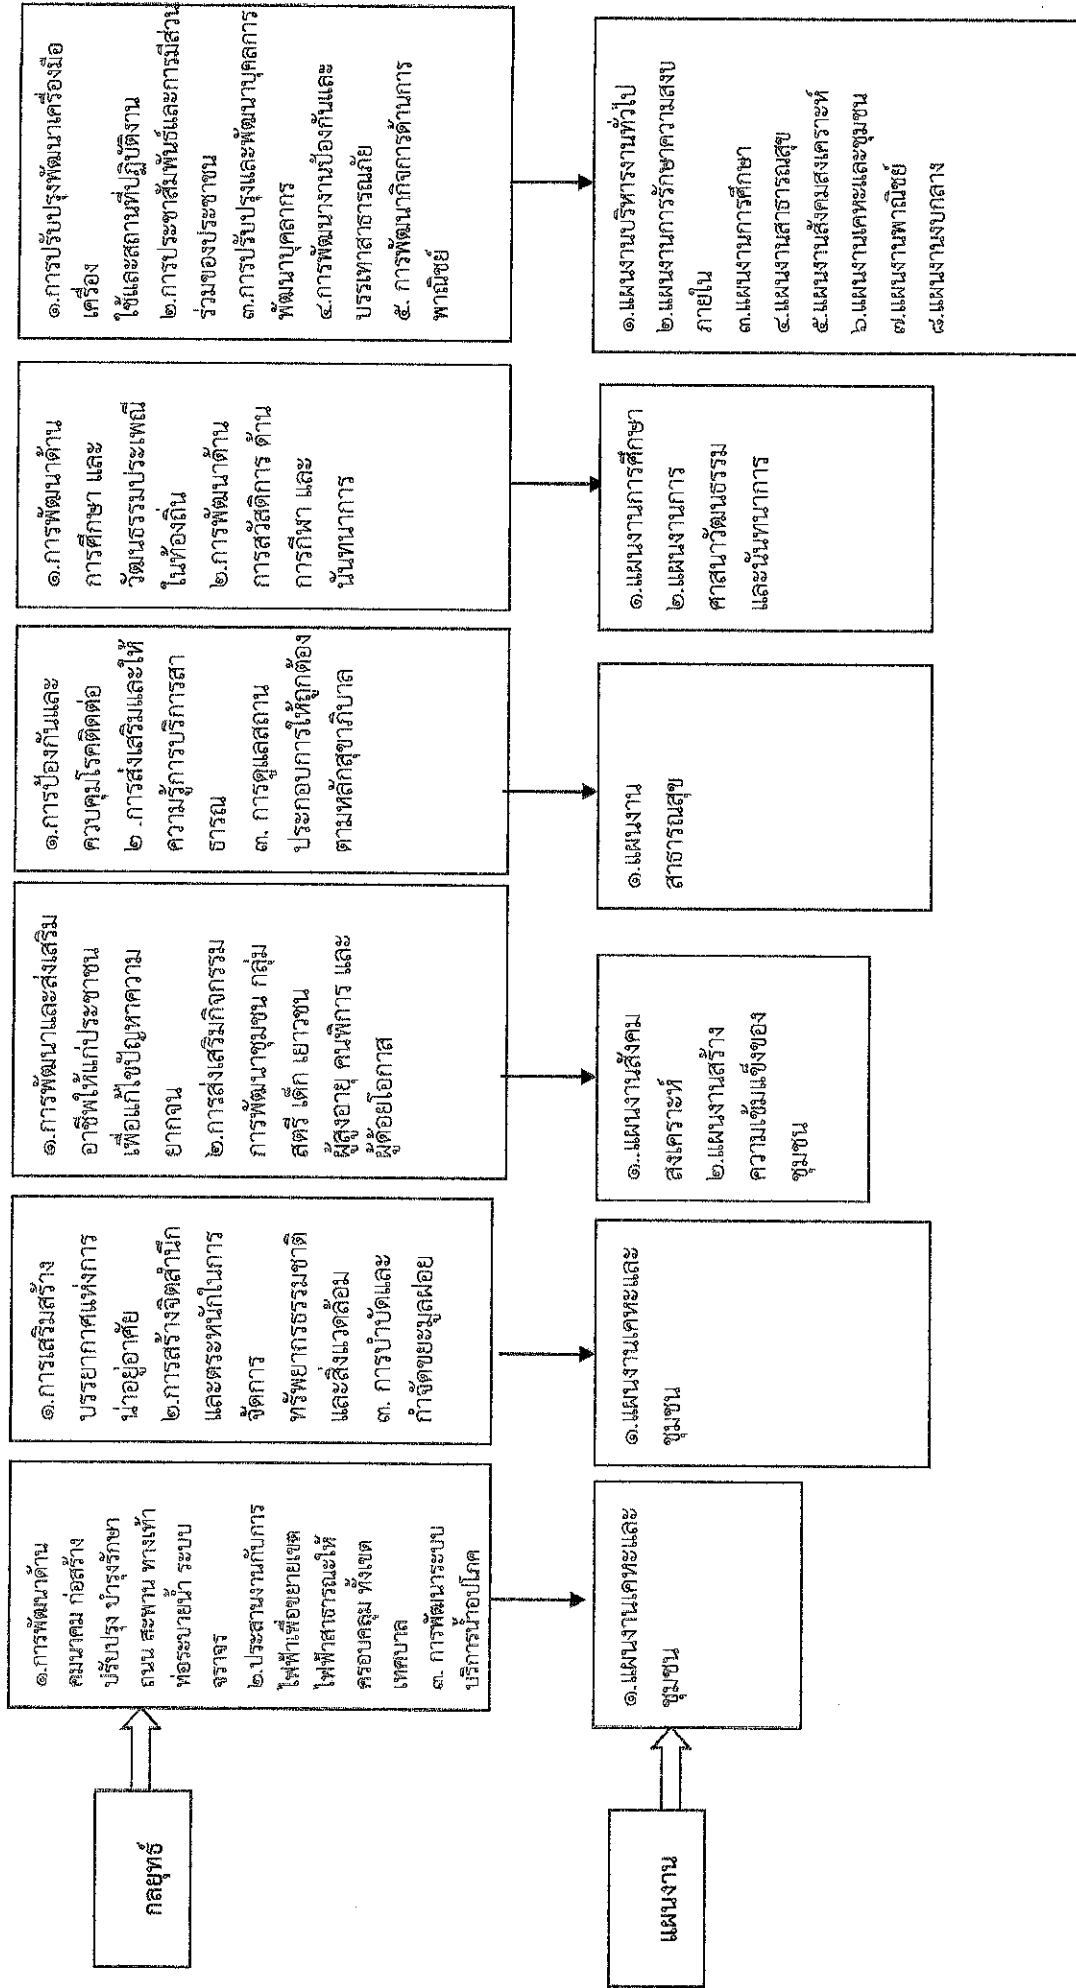 กลยุทธ์
๑.การพัฒนาด้าน
คมนาคม ก่อสร้าง
ปรับปรุง บำรุงรักษา
ถนน สะพาน ทางเท้า
ท่อระบายน้ำ ระบบ
จราจร
๒.ประสานงานกับการ
ไฟฟ้าเพื่อขยายเขต
ไฟฟ้าสาธารณะให้
ครอบคลุม ทั้งเขต
เทศบาล
๓. การพัฒนาระบบ
บริการน้ำอุปโภค
๑.การเสริมสร้าง
บรรยากาศแห่งการ
น่าอยู่อาศัย
๒.การสร้างจิตสำนึก
และตระหนักในการ
จัดการ
ทรัพยากรธรรมชาติ
และสิ่งแวดล้อม
๓. การบำบัดและ
กำจัดขยะมูลฝอย
๑.การพัฒนาและส่งเสริม
อาชีพให้แก่ประชาชน
เพื่อแก้ไขปัญหาความ
ยากจน
๒.การส่งเสริมกิจกรรม
การพัฒนาชุมชน กลุ่ม
สตรี เด็ก เยาวชน
ผู้สูงอายุ คนพิการ และ
ผู้ด้อยโอกาส
๑.การป้องกันและ
ควบคุมโรคติดต่อ
๒ .การส่งเสริมและให้
ความรู้การบริการสา
ธารณ
๓. การดูแลสถาน
ประกอบการให้ถูกต้อง
ตามหลักสุขาภิบาล
๑.การพัฒนาด้าน
การศึกษา และ
วัฒนธรรมประเพณี
ในท้องถิ่น
๒.การพัฒนาด้าน
การสวัสดิการ ด้าน
การกีฬา และ
นันทนาการ
๑.การปรับปรุงพัฒนาเครื่องมือ
เครื่อง
ใช้และสถานที่ปฏิบัติงาน
๒.การประชาสัมพันธ์และการมีส่วน
ร่วมของประชาชน
๓.การปรับปรุงและพัฒนาบุคลการ
พัฒนาบุคลากร
๔.การพัฒนางานป้องกันและ
บรรเทาสาธารณภัย
๕. การพัฒนากิจการด้านการ
พาณิชย์
แผนงาน
๑.แผนงานเคหะและ
ชุมชน
๑.แผนงานเคหะและ
ชุมชน
๑..แผนงานสังคม
สงเคราะห์
๒.แผนงานสร้าง
ความเข้มแข็งของ
ชุมชน
๑.แผนงาน
สาธารณสุข
๑.แผนงานการศึกษา
๒.แผนงานการ
ศาสนาวัฒนธรรม
และนันทนาการ
๑.แผนงานบริหารงานทั่วไป
๒.แผนงานการรักษาความสงบ
ภายใน
๓.แผนงานการศึกษา
๔.แผนงานสาธารณสุข
๕.แผนงานสังคมสงเคราะห์
๖.แผนงานเคหะและชุมชน
๗.แผนงานพาณิชย์
๘.แผนงานงบกลาง